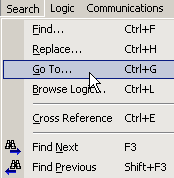 Search Logic Communications
Find... Ctrl+F
Replace... Ctrl+H
Go To... Ctrl+G
Browse Logic... Ctrl+L
Cross Reference Ctrl+E
Find Next F3
Find Previous Shift+F3